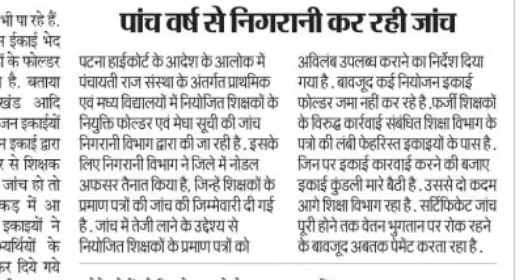 भी पा रहे हैं.
ईकाई भेद
के फोल्डर
है. बताया
खंड आदि
जन इकाईयों
इकाई द्वारा
से शिक्षक
जांच हो तो
कड़ में आ
इकाइयों ने
भ्यर्थियों के
कर दिये गये
पांच वर्ष से निगरानी कर रही जांच
पटना हाईकोर्ट के आदेश के आलोक में
पंचायती राज संस्था के अंतर्गत प्राथमिक
एवं मध्य विद्यालयों में नियोजित शिक्षकों के
नियुक्ति फोल्डर एवं मेधा सूची की जांच
निगरानी विभाग द्वारा की जा रही है. इसके
लिए निगरानी विभाग ने जिले में नोडल
अफसर तैनात किया है, जिन्हें शिक्षकों के
प्रमाण पत्रों की जांच की जिम्मेवारी दी गई
है. जांच में तेजी लाने के उद्देश्य से
नियोजित शिक्षकों के प्रमाण पत्रों को
अविलंब उपलब्ध कराने का निर्देश दिया
गया है. बावजूद कई नियोजन इकाई
फोल्डर जमा नहीं कर रहे है.फर्जी शिक्षकों
के विरुद्ध कार्रवाई संबंधित शिक्षा विभाग के
पत्रो की लंबी फेहरिस्त इकाइयों के पास है.
जिन पर इकाई कारवाई करने की बजाए
इकाई कुंडली मारे बैठी है. उससे दो कदम
आगे शिक्षा विभाग रहा है. सर्टिफिकेट जांच
पूरी होने तक वेतन भुगतान पर रोक रहने
के बावजूद अबतक पेमेंट करता रहा है.